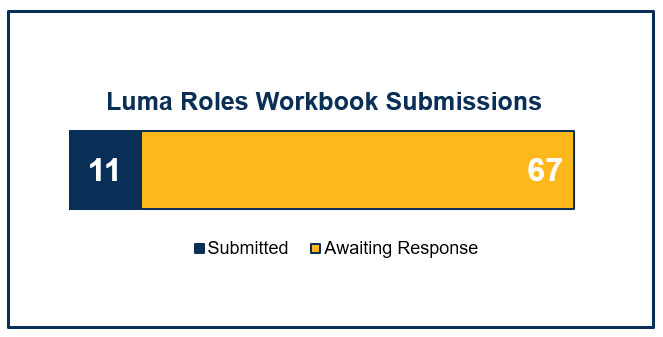 Luma Roles Workbook Submissions
11 67
Submitted Awaiting Response